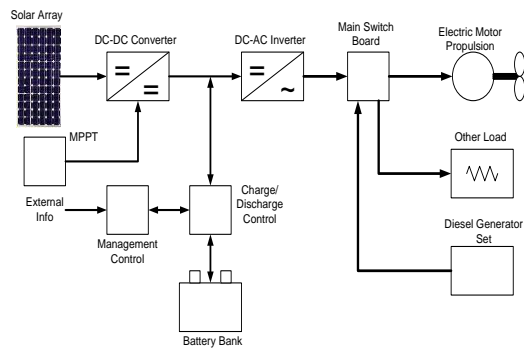 Solar Array
DC-DC Converter
DC-AC Inverter
Main Switch
Board
Electric Motor
Propulsion
=
=
=
~
MPPT
Other Load
External
Info
Management
Control
Charge/
Discharge
Control
Diesel Generator
Set
Battery Bank